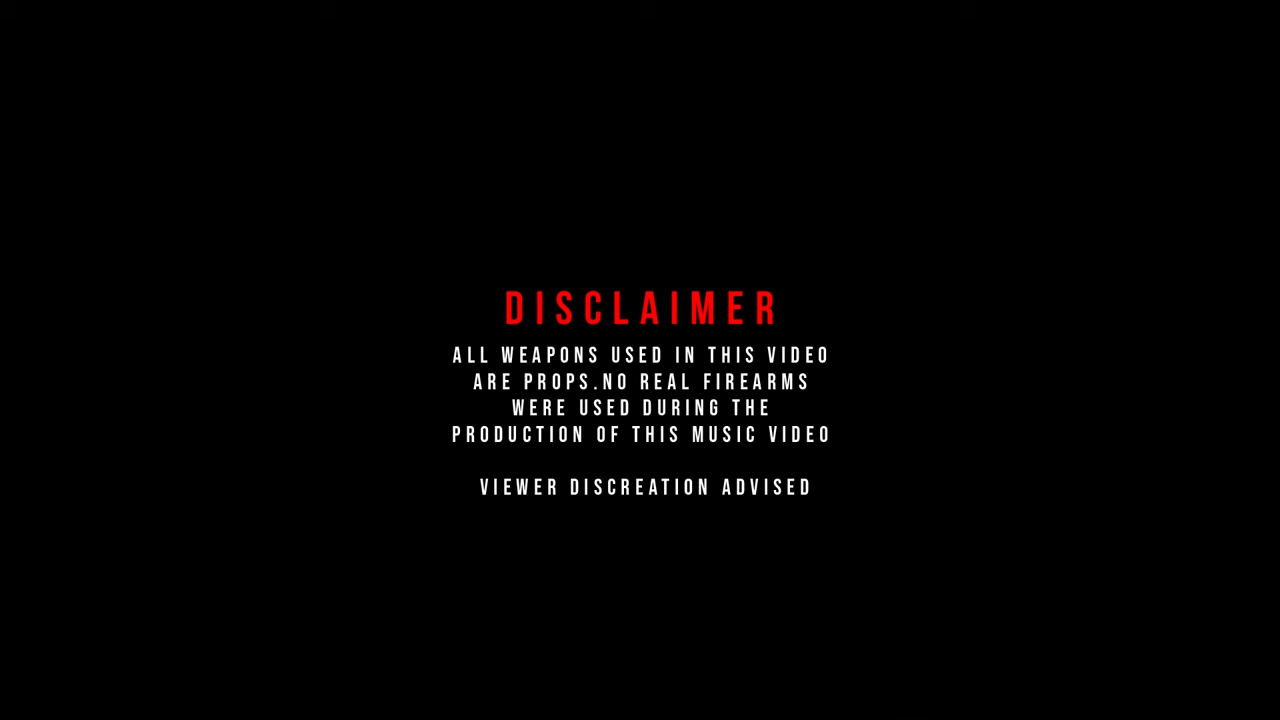 DISCLAIMER
ALL WEAPONS USED IN THIS VIDEO
ARE PROPS.NO REAL FIREARMS
WERE USED DURING THE
PRODUCTION OF THIS MUSIC VIDEO
VIEWER DISCREATION ADVISED